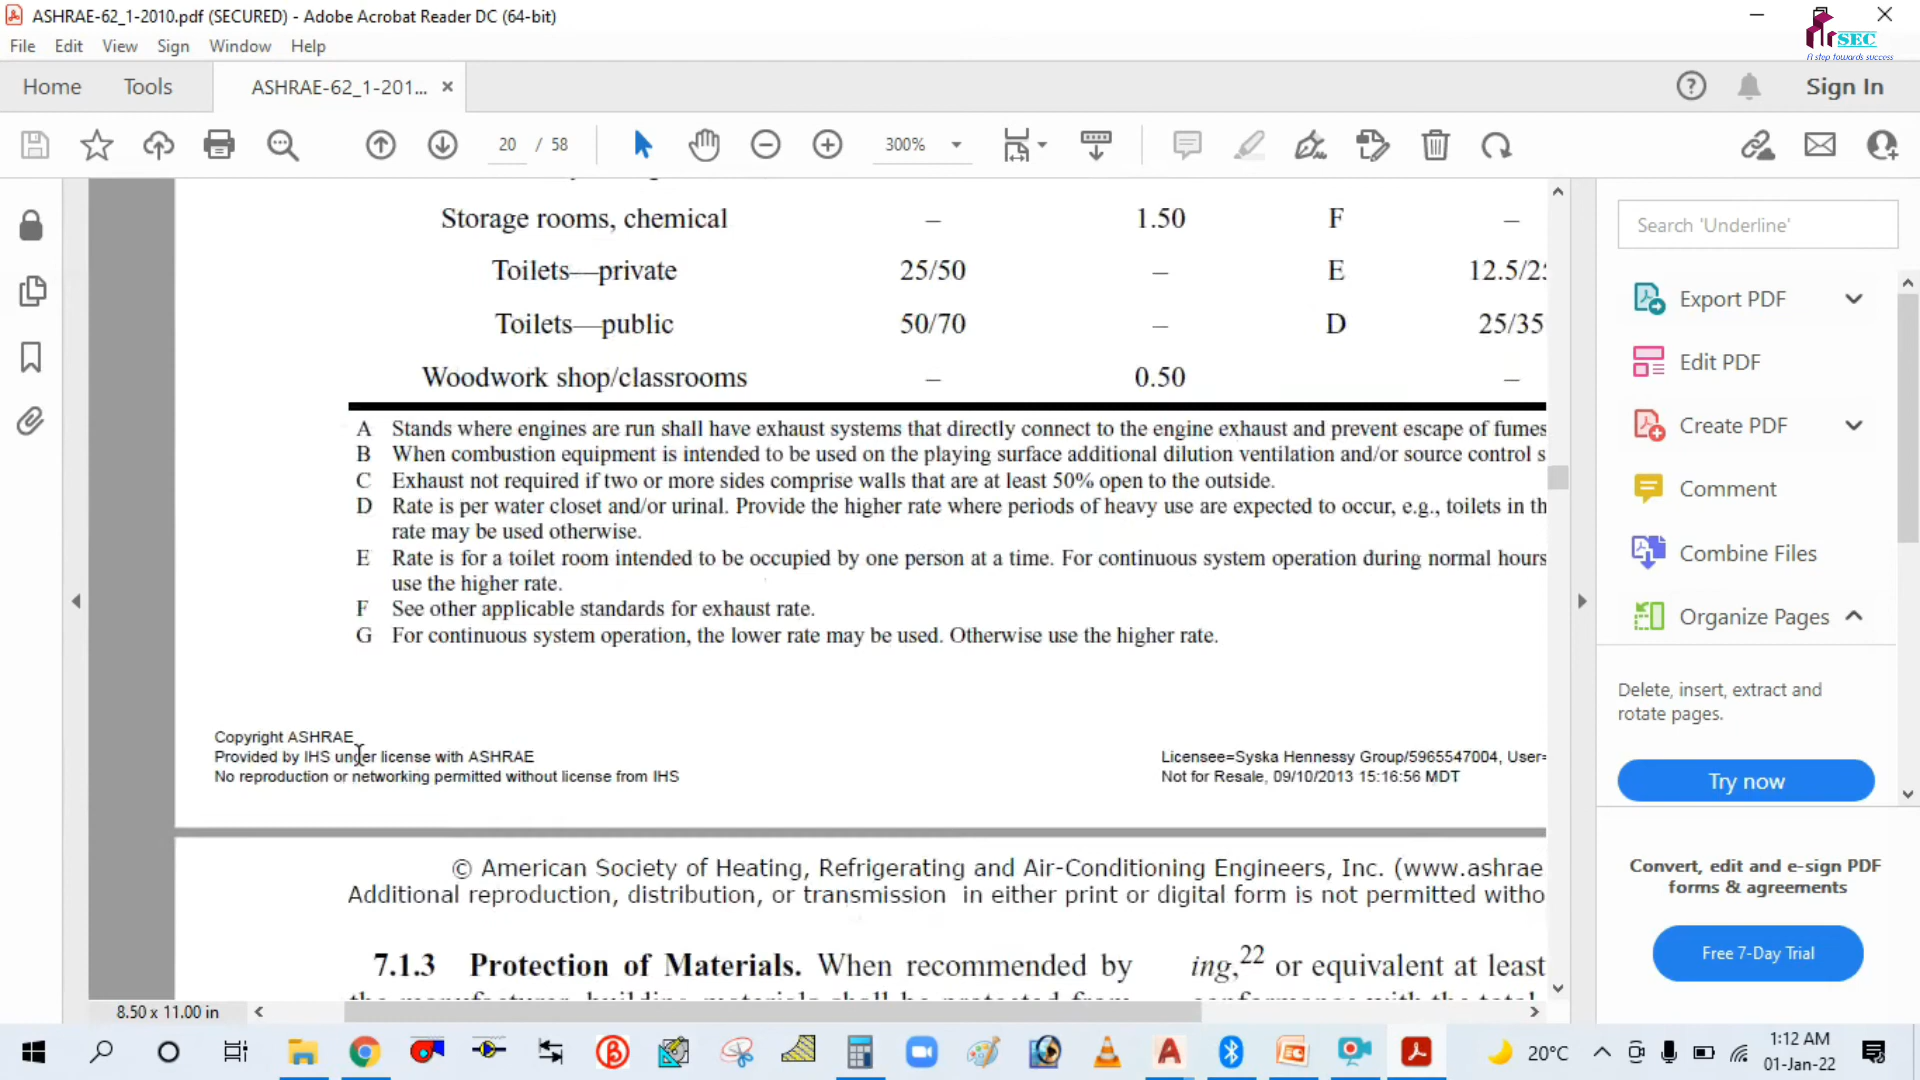 ASHRAE-62_1-2010.pdf (SECURED) - Adobe Acrobat Reader DC (64-bit)
SEC
A step towards success
File Edit View Sign Window Help
Home Tools ASHRAE-62_1-201... × Sign In
20 / 58 300%
Storage rooms, chemical – 1.50 F –
Toilets—private 25/50 – E 12.5/25
Toilets—public 50/70 – D 25/35
Woodwork shop/classrooms – 0.50 –
A Stands where engines are run shall have exhaust systems that directly connect to the engine exhaust and prevent escape of fumes
B When combustion equipment is intended to be used on the playing surface additional dilution ventilation and/or source control s
C Exhaust not required if two or more sides comprise walls that are at least 50% open to the outside.
D Rate is per water closet and/or urinal. Provide the higher rate where periods of heavy use are expected to occur, e.g., toilets in th
rate may be used otherwise.
E Rate is for a toilet room intended to be occupied by one person at a time. For continuous system operation during normal hours
use the higher rate.
F See other applicable standards for exhaust rate.
G For continuous system operation, the lower rate may be used. Otherwise use the higher rate.
Copyright ASHRAE
Provided by IHS under license with ASHRAE
No reproduction or networking permitted without license from IHS
Licensee=Syska Hennessy Group/5965547004, User=
Not for Resale, 09/10/2013 15:16:56 MDT
© American Society of Heating, Refrigerating and Air-Conditioning Engineers, Inc. (www.ashrae
Additional reproduction, distribution, or transmission in either print or digital form is not permitted witho
7.1.3 Protection of Materials. When recommended by
ing,22 or equivalent at least
8.50 x 11.00 in
Search 'Underline'
Export PDF
Edit PDF
Create PDF
Comment
Combine Files
Organize Pages
Delete, insert, extract and
rotate pages.
Try now
Convert, edit and e-sign PDF
forms & agreements
Free 7-Day Trial
20°C
1:12 AM
01-Jan-22